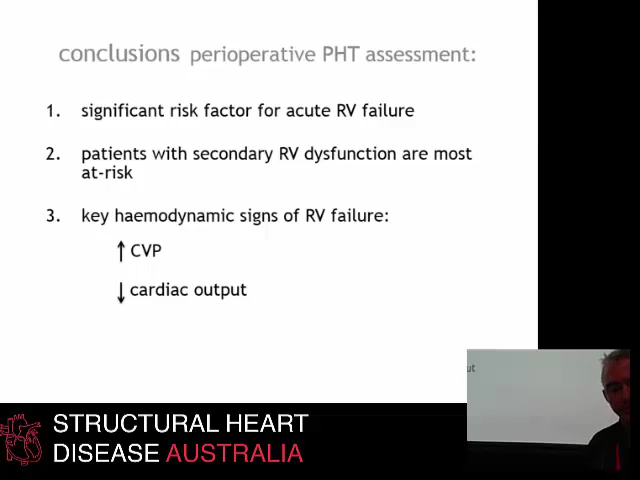 conclusions perioperative PHT assessment:
1. significant risk factor for acute RV failure
2. patients with secondary RV dysfunction are most
at-risk
3. key haemodynamic signs of RV failure:
↑ CVP
↓ cardiac output
ut
STRUCTURAL HEART
DISEASE AUSTRALIA